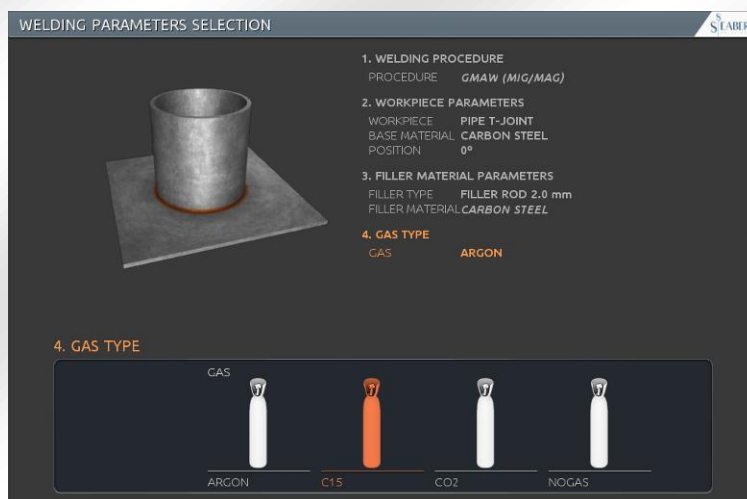 WELDING PARAMETERS SELECTION
SEABER
1. WELDING PROCEDURE
PROCEDURE GMAW (MIG/MAG)
2. WORKPIECE PARAMETERS
WORKPIECE PIPE T-JOINT
BASE MATERIAL CARBON STEEL
POSITION 0º
3. FILLER MATERIAL PARAMETERS
FILLER TYPE FILLER ROD 2.0 mm
FILLER MATERIAL CARBON STEEL
4. GAS TYPE
GAS ARGON
4. GAS TYPE
GAS
ARGON C15 CO2 NOGAS